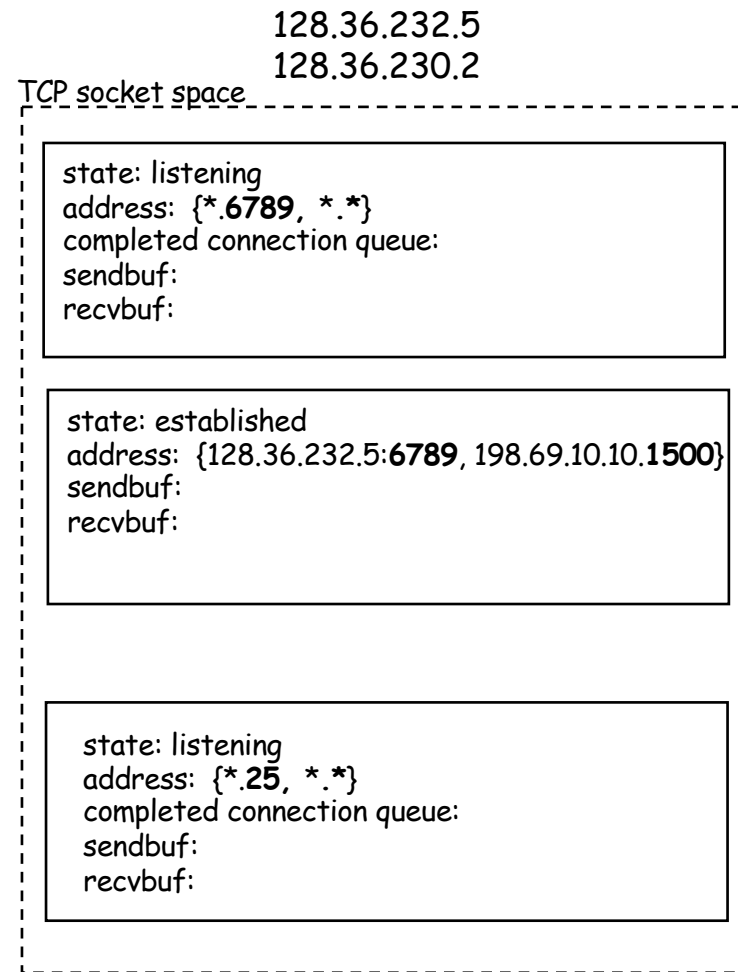 128.36.232.5
128.36.230.2
TCP socket space
state: listening
address: {*.6789, *.*}
completed connection queue:
sendbuf:
recvbuf:
state: established
address: {128.36.232.5:6789, 198.69.10.10.1500}
sendbuf:
recvbuf:
state: listening
address: {*.25, *.*}
completed connection queue:
sendbuf:
recvbuf: